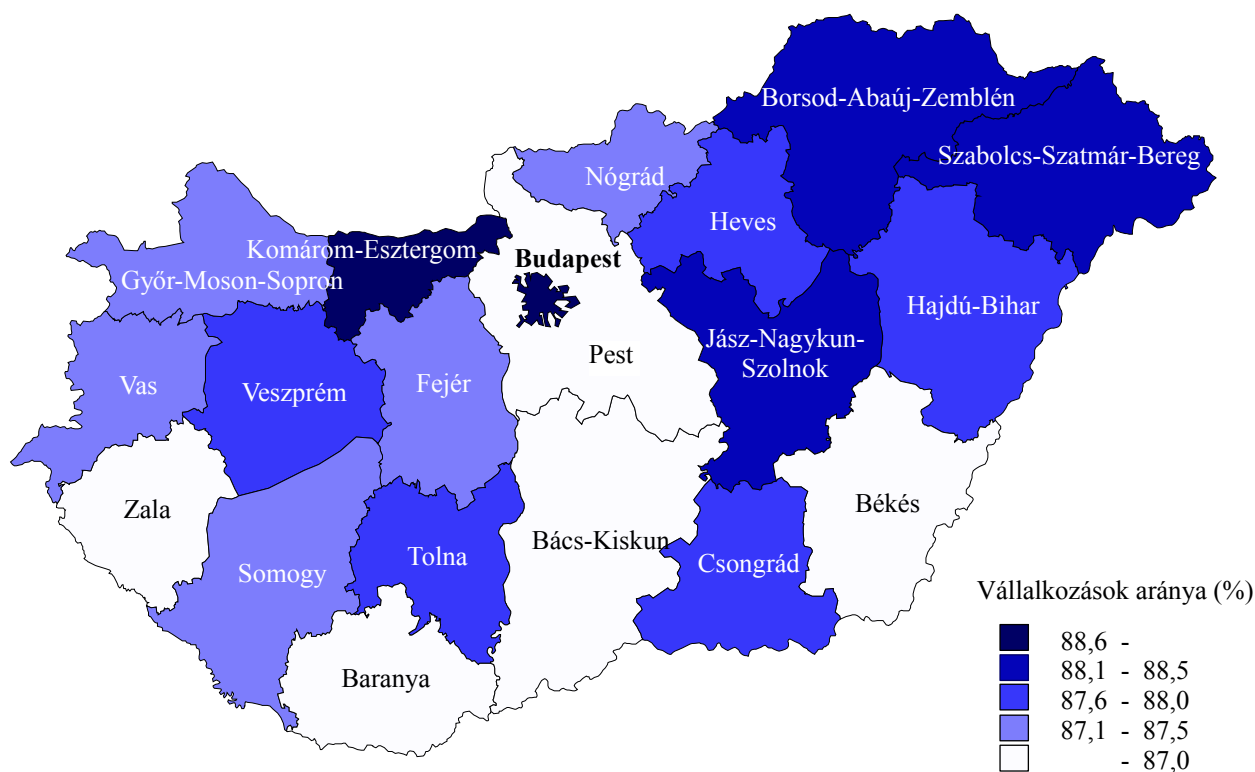 Borsod-Abaúj-Zemblén
Szabolcs-Szatmár-Bereg
Nógrád
Heves
Komárom-Esztergom
Budapest
Győr-Moson-Sopron
Hajdú-Bihar
Jász-Nagykun-
Szolnok
Pest
Vas
Veszprém
Fejér
Zala
Békés
Bács-Kiskun
Tolna
Csongrád
Somogy
Baranya
Vállalkozások aránya (%)
88,6 -
88,1 - 88,5
87,6 - 88,0
87,1 - 87,5
- 87,0